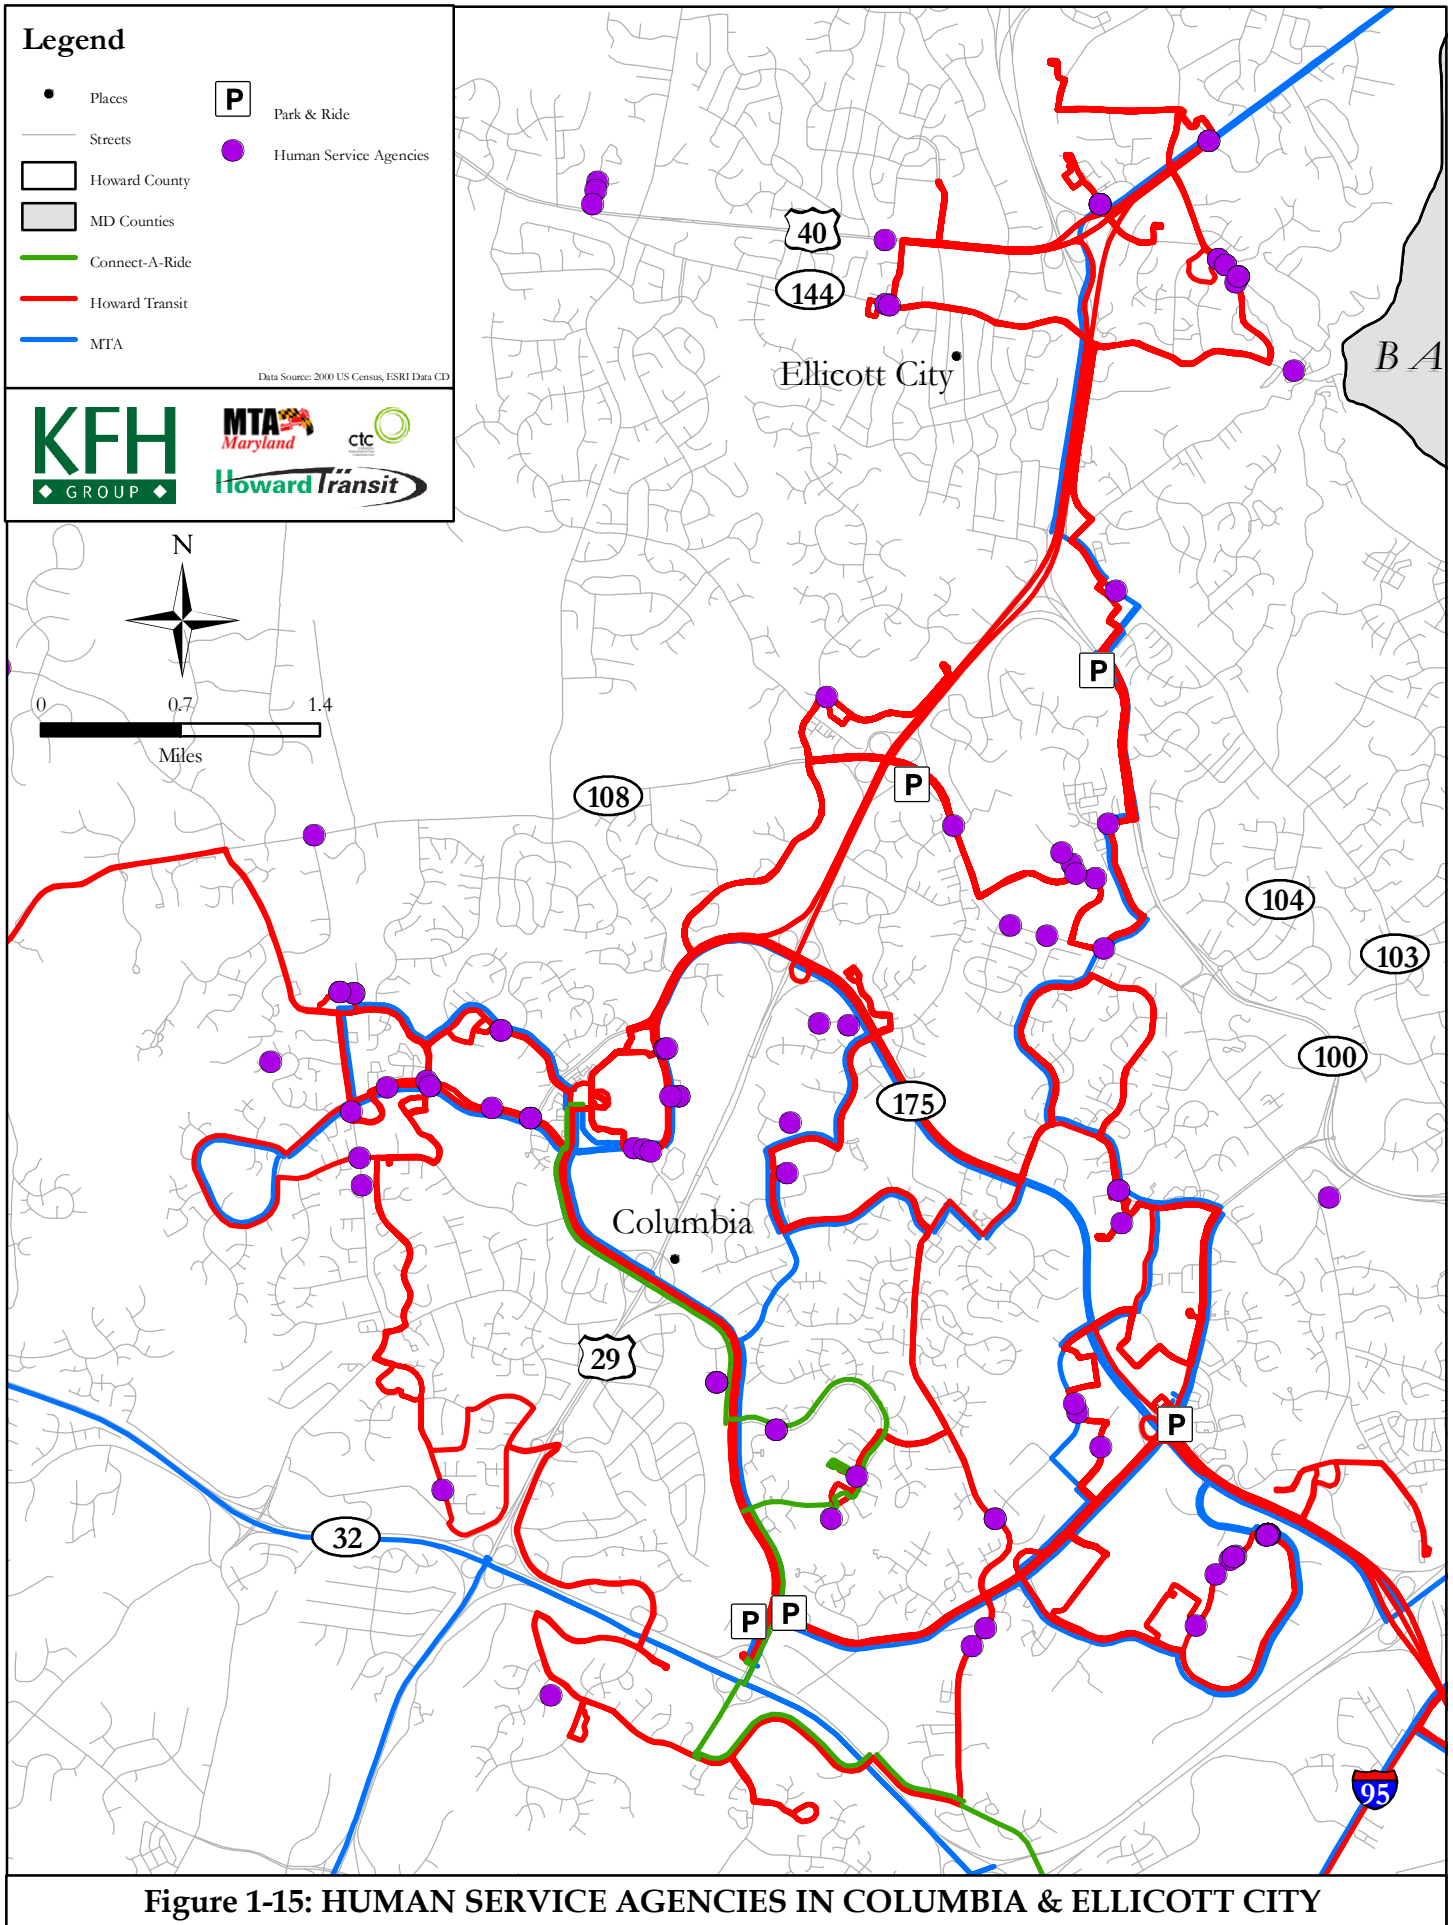 Legend
Places
Streets
Howard County
MD Counties
Connect-A-Ride
Howard Transit
MTA
P
Park & Ride
Human Service Agencies
Data Source: 2000 US Census, ESRI Data CD
KFH
GROUP
MTA
Maryland
ctc
Howard Transit
N
0 0.7 1.4
Miles
40
144
Ellicott City
B A
P
108
P
104
103
100
175
Columbia
29
P
32
P P
95
Figure 1-15: HUMAN SERVICE AGENCIES IN COLUMBIA & ELLICOTT CITY